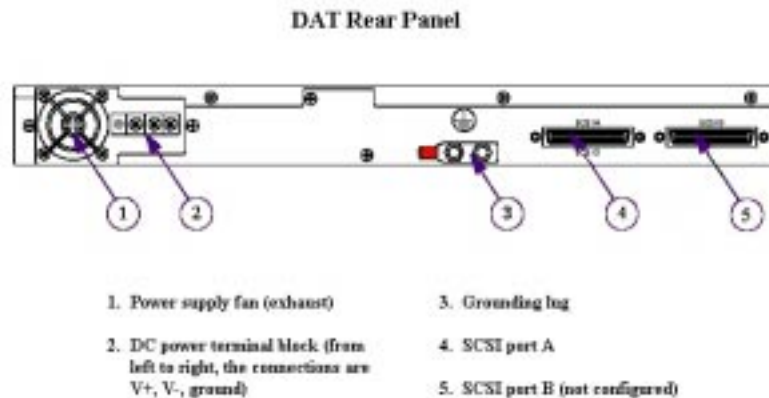 DAT Rear Panel
1
2
3
4
5
1. Power supply fan (exhaust)
2. DC power terminal block (from
left to right, the connections are
V+, V-, ground)
3. Grounding lug
4. SCSI port A
5. SCSI port B (not configured)